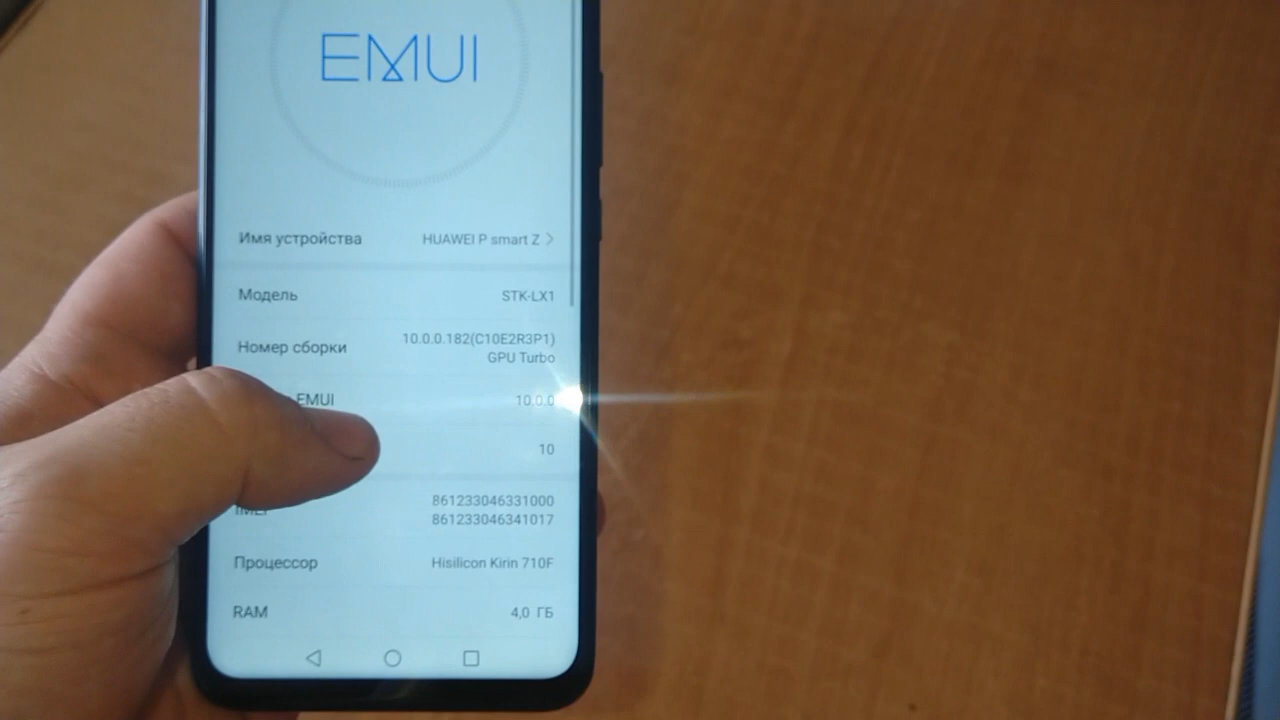 EMUI
Имя устройства HUAWEI P smart Z
Модель STK-LX1
Номер сборки 10.0.0.182(C10E2R3P1)
GPU Turbo
EMUI 10.0.0
10
IMEI 861233046331000
861233046341017
Процессор Hisilicon Kirin 710F
RAM 4,0 ГБ